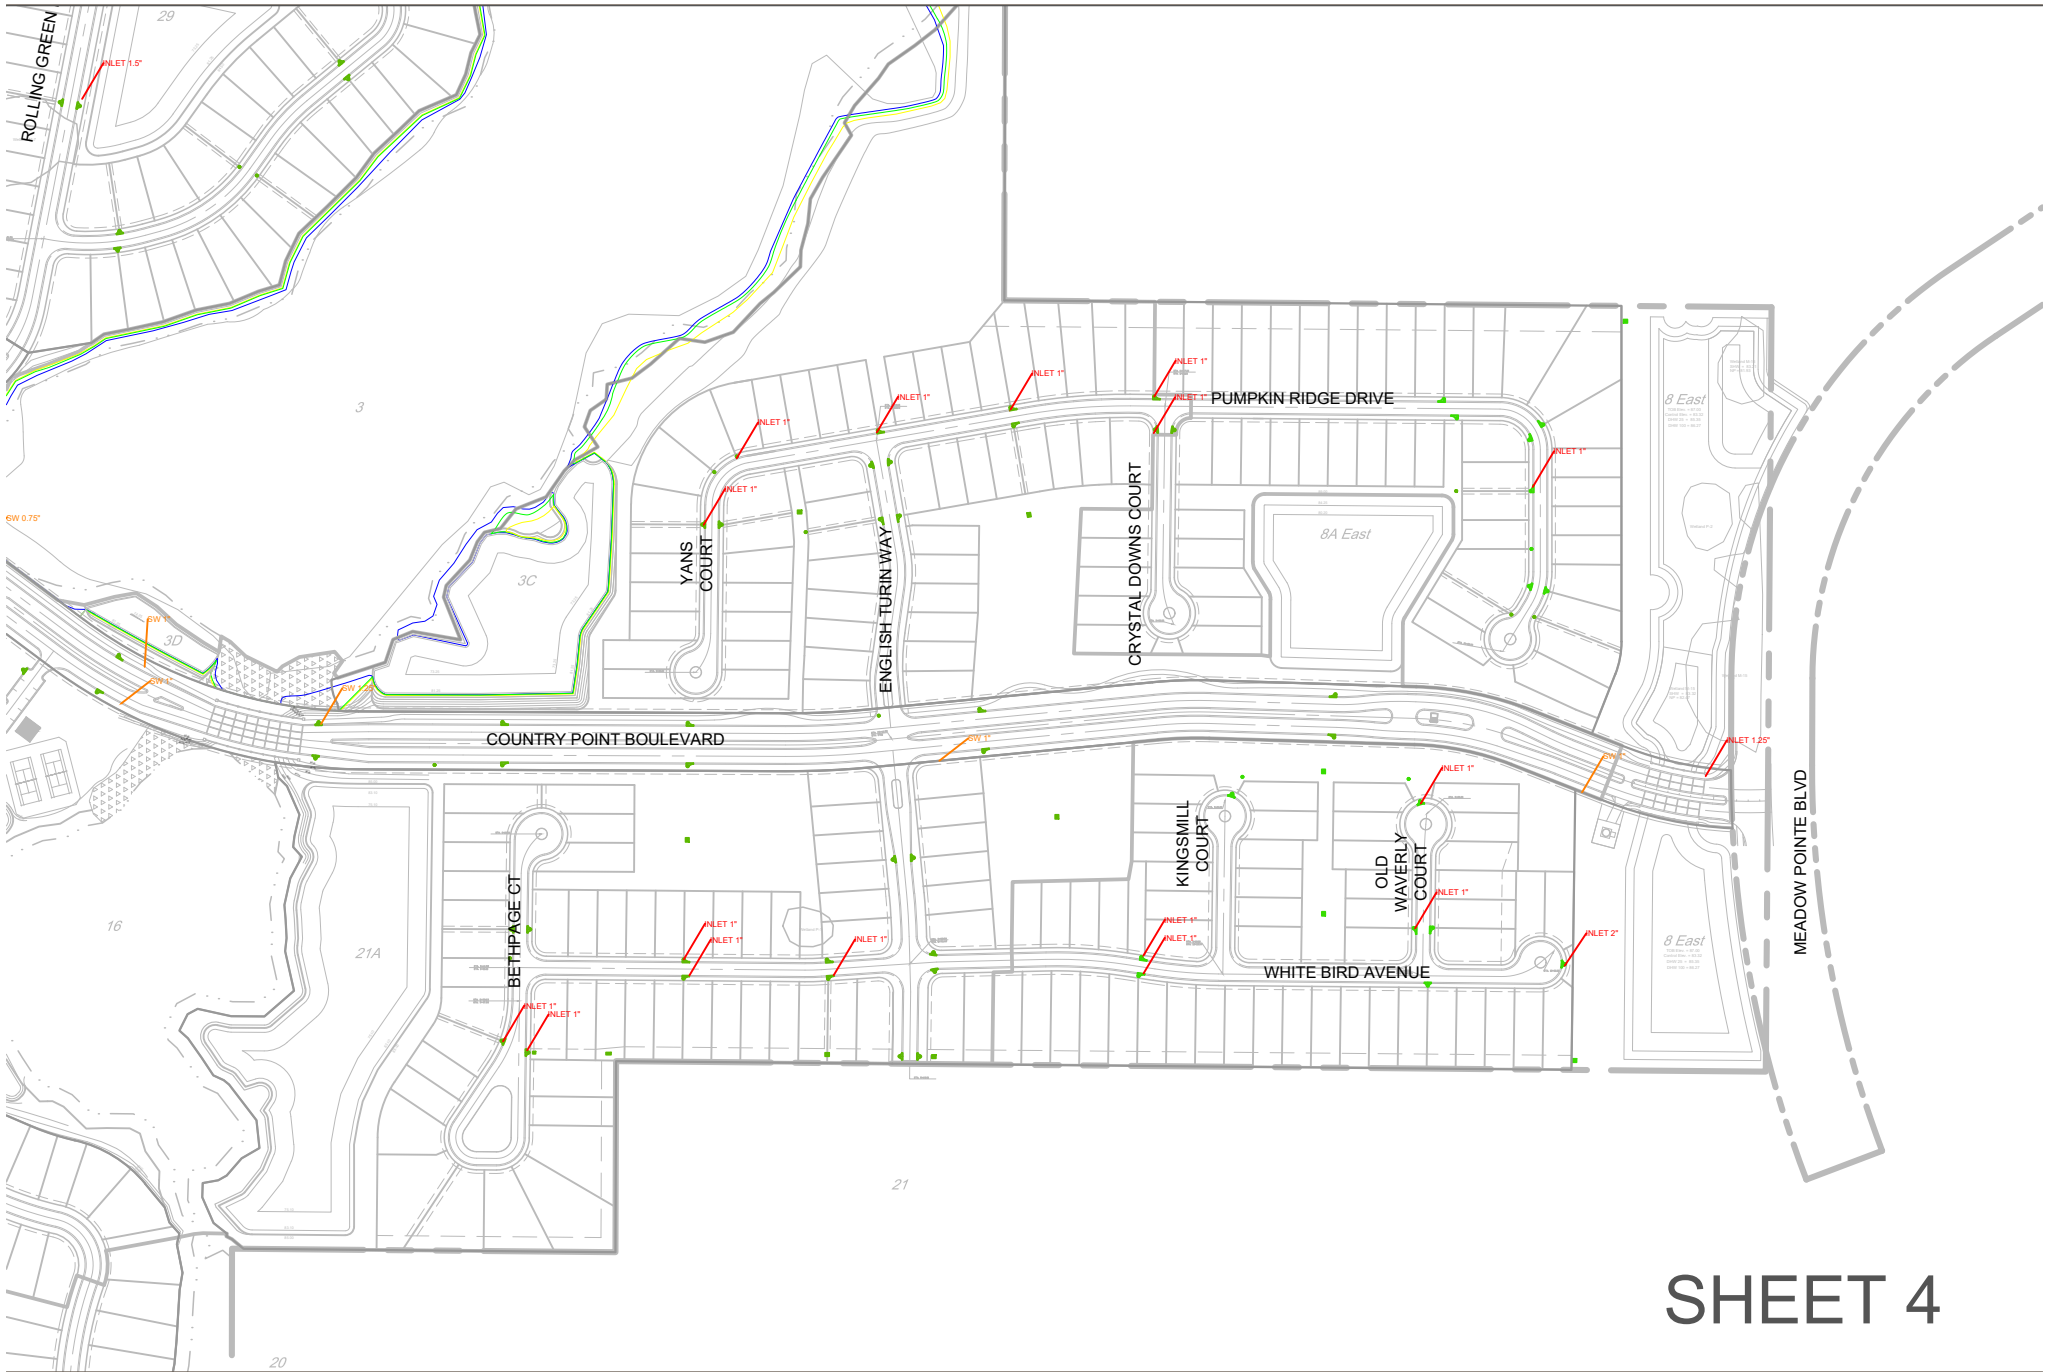 29
ROLLING GREEN
INLET 1.5"
3
INLET 1"
INLET 1"
INLET 1"
INLET 1"
INLET 1"
PUMPKIN RIDGE DRIVE
8 East
INLET 1"
INLET 1"
INLET 1"
SW 0.75"
8A East
YANS
COURT
ENGLISH TURIN WAY
CRYSTAL DOWNS COURT
3C
3D
SW 1"
SW 1"
SW 1.25"
COUNTRY POINT BOULEVARD
SW 1"
SW 1"
INLET 1.25"
INLET 1"
MEADOW POINTE BLVD
KINGSMILL
COURT
OLD
WAVERLY
COURT
INLET 1"
BETHPAGE CT
16
21A
INLET 1"
INLET 1"
INLET 1"
INLET 1"
INLET 1"
INLET 2"
8 East
WHITE BIRD AVENUE
INLET 1"
INLET 1"
21
SHEET 4
20